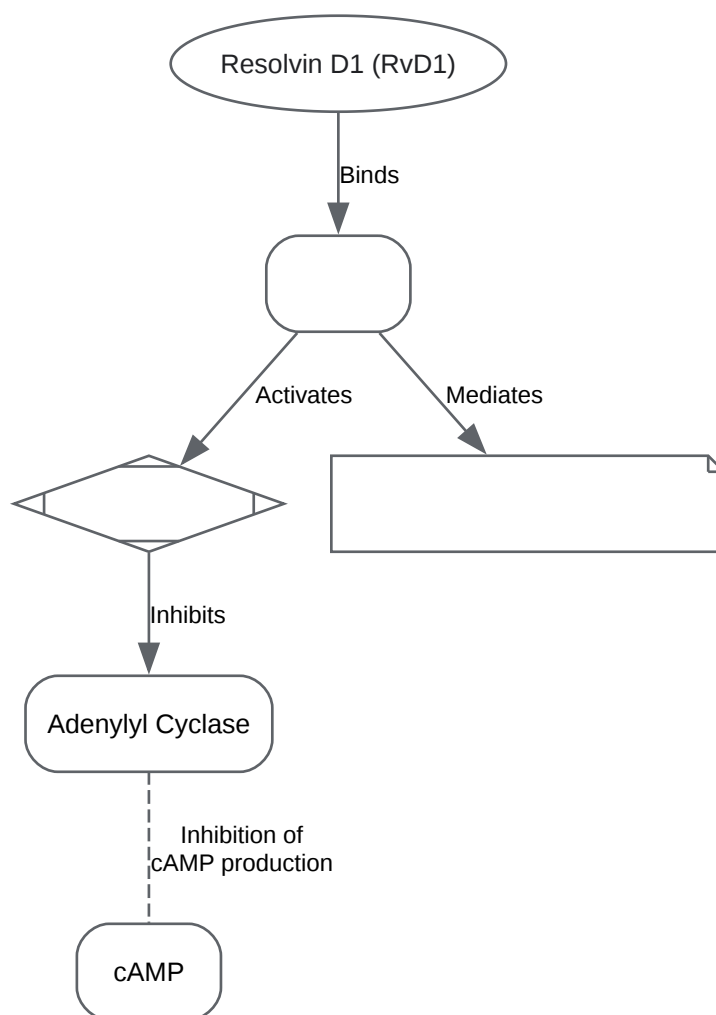 Resolvin D1 (RvD1)
Binds
Activates
Mediates
Inhibits
Adenylyl Cyclase
Inhibition of
cAMP production
cAMP